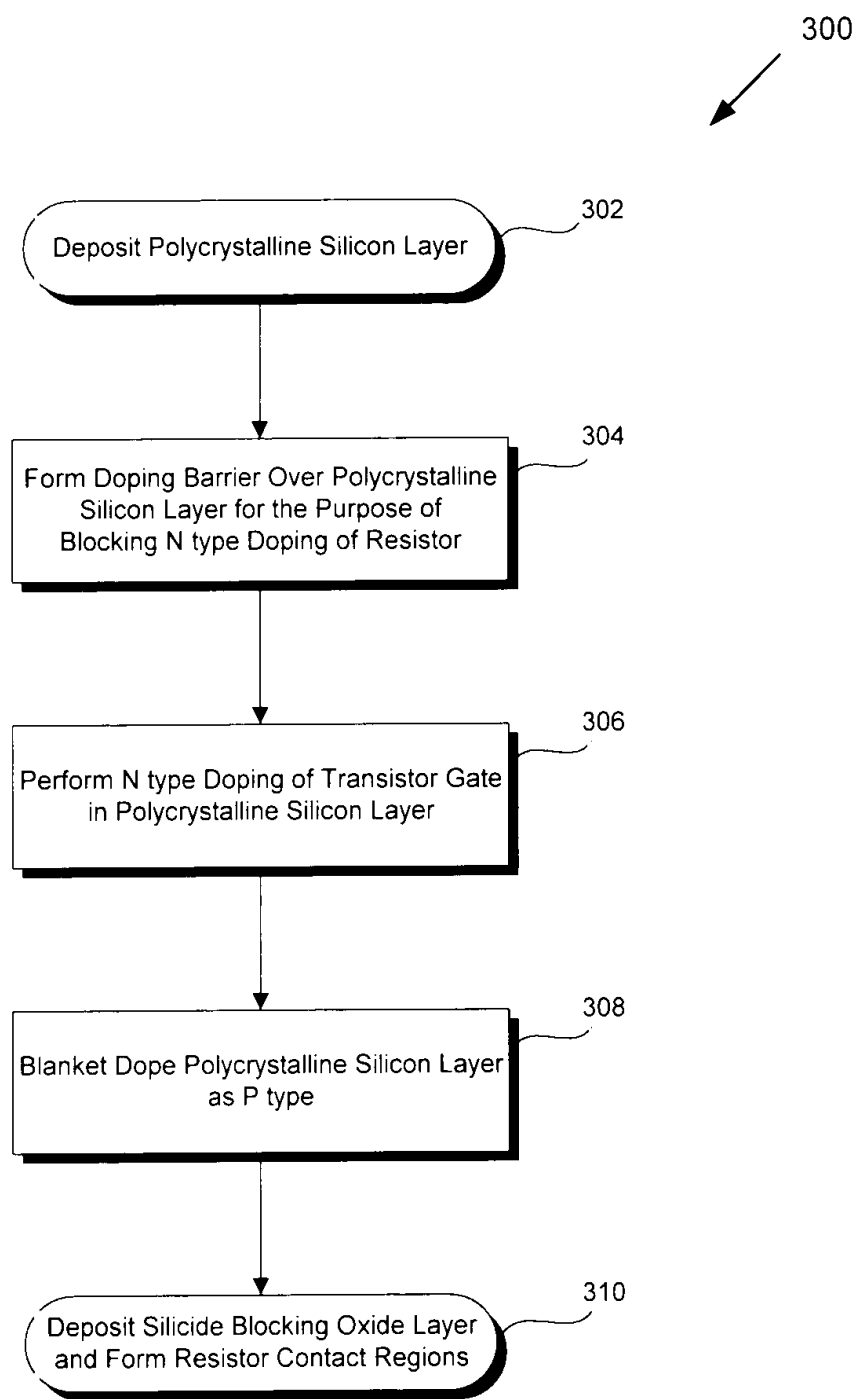 300
302
Deposit Polycrystalline Silicon Layer
304
Form Doping Barrier Over Polycrystalline
Silicon Layer for the Purpose of
Blocking N type Doping of Resistor
306
Perform N type Doping of Transistor Gate
in Polycrystalline Silicon Layer
308
Blanket Dope Polycrystalline Silicon Layer
as P type
310
Deposit Silicide Blocking Oxide Layer
and Form Resistor Contact Regions